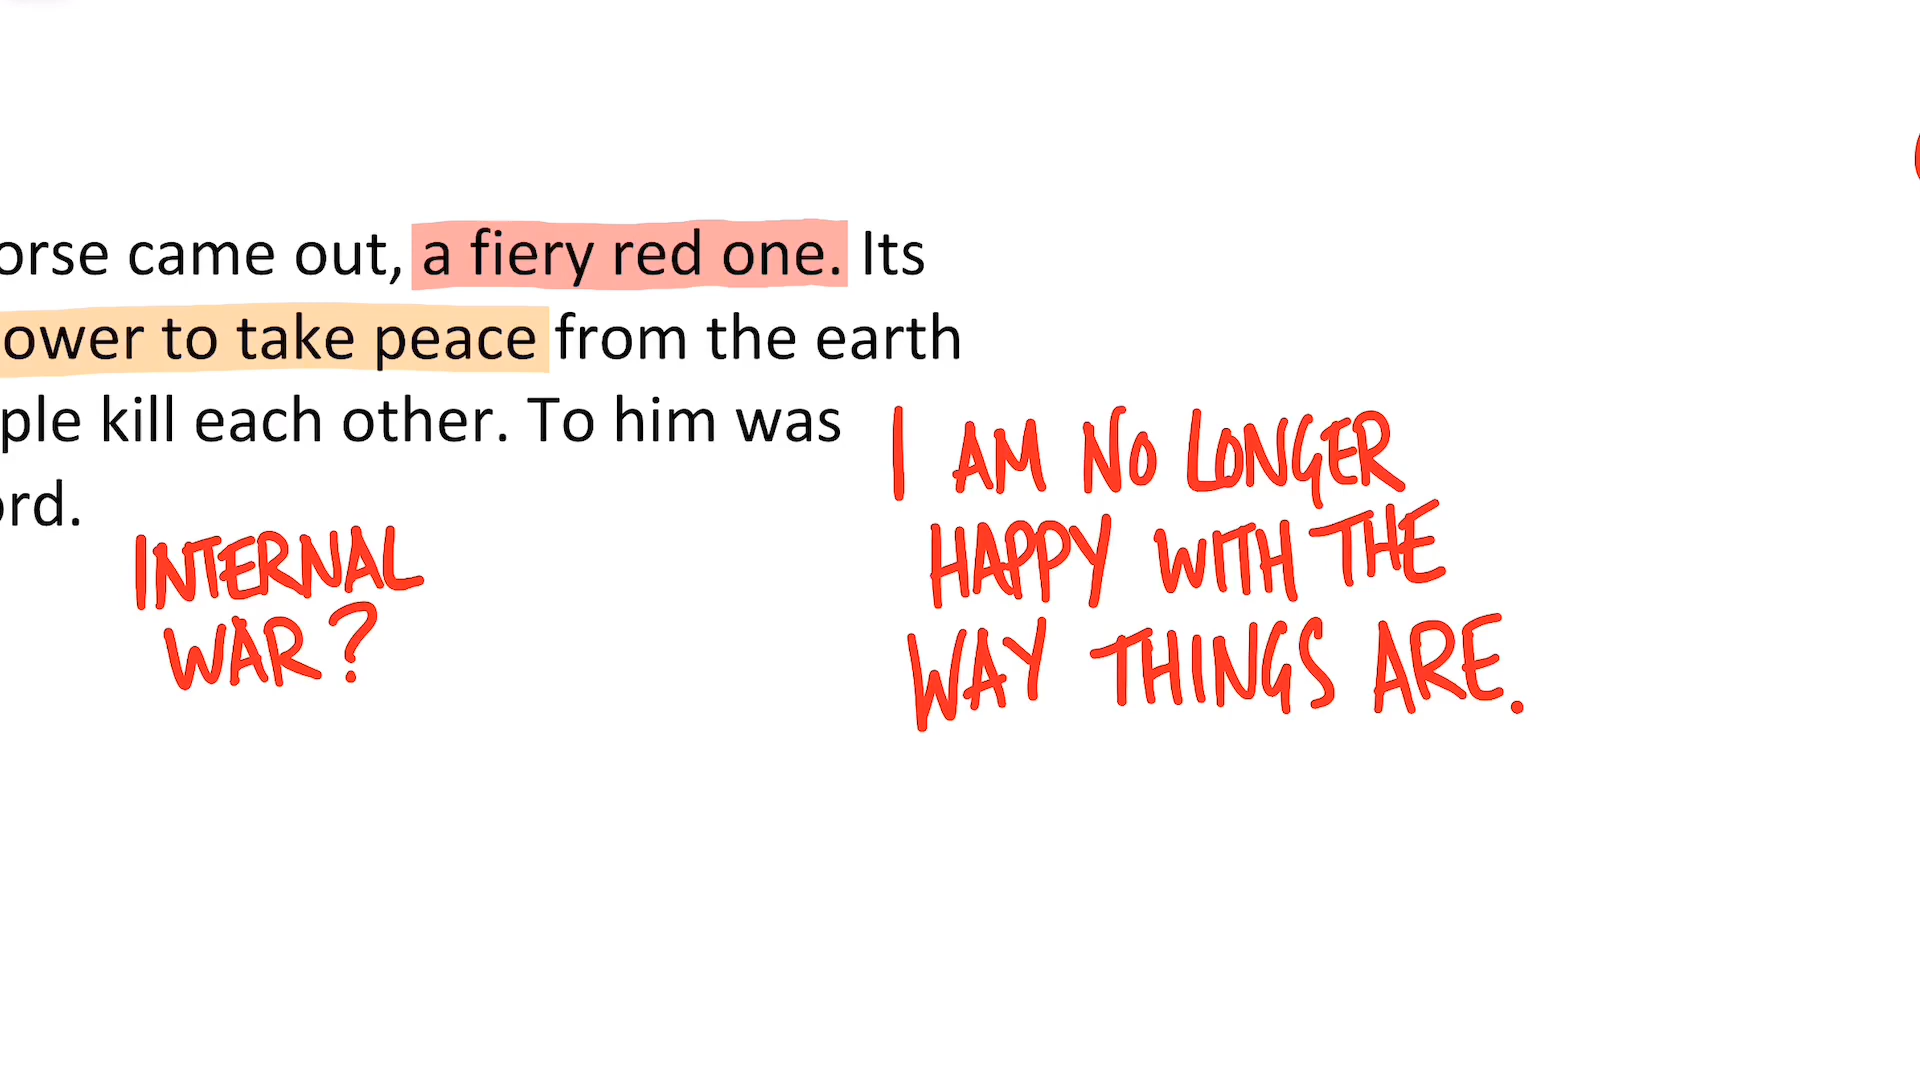 orse came out, a fiery red one. Its
ower to take peace from the earth
ple kill each other. To him was
ord.
I AM NO LONGER
HAPPY WITH THE
WAY THINGS ARE.
INTERNAL
WAR?